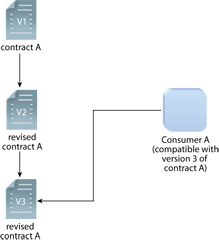 V1
contract A
V2
revised
contract A
V3
revised
contract A
Consumer A
(compatible with
version 3 of
contract A)